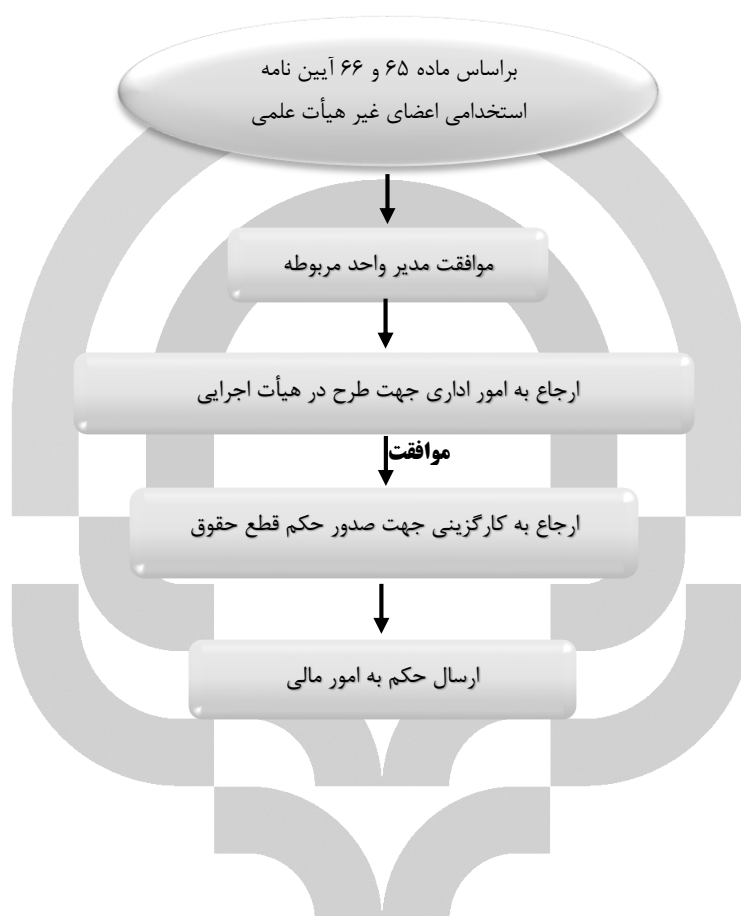 براساس ماده ۶۵ و ۶۶ آیین نامه
استخدامی اعضای غیر هیأت علمی
موافقت مدیر واحد مربوطه
ارجاع به امور اداری جهت طرح در هیأت اجرایی
موافقت
ارجاع به کارگزینی جهت صدور حکم قطع حقوق
ارسال حکم به امور مالی